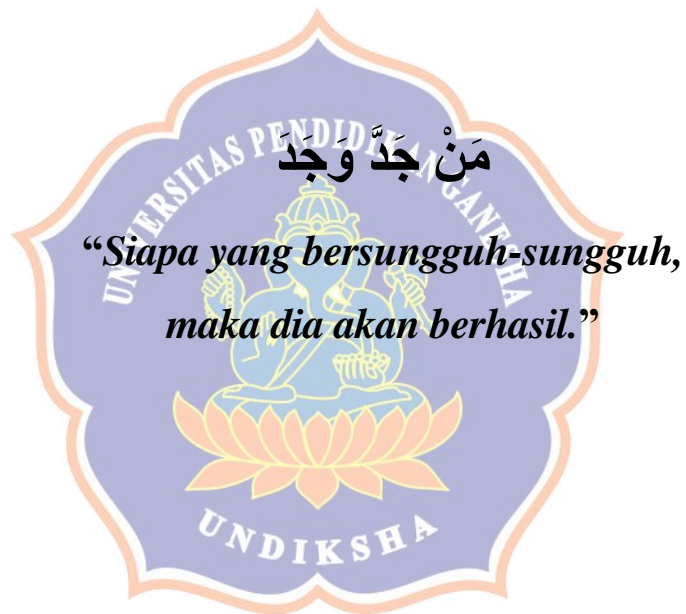 UNIVERSITAS PENDIDIKAN GANESHA
مَنْ جَدَّ وَجَدَ
“Siapa yang bersungguh-sungguh,
maka dia akan berhasil.”
UNDIKSHA